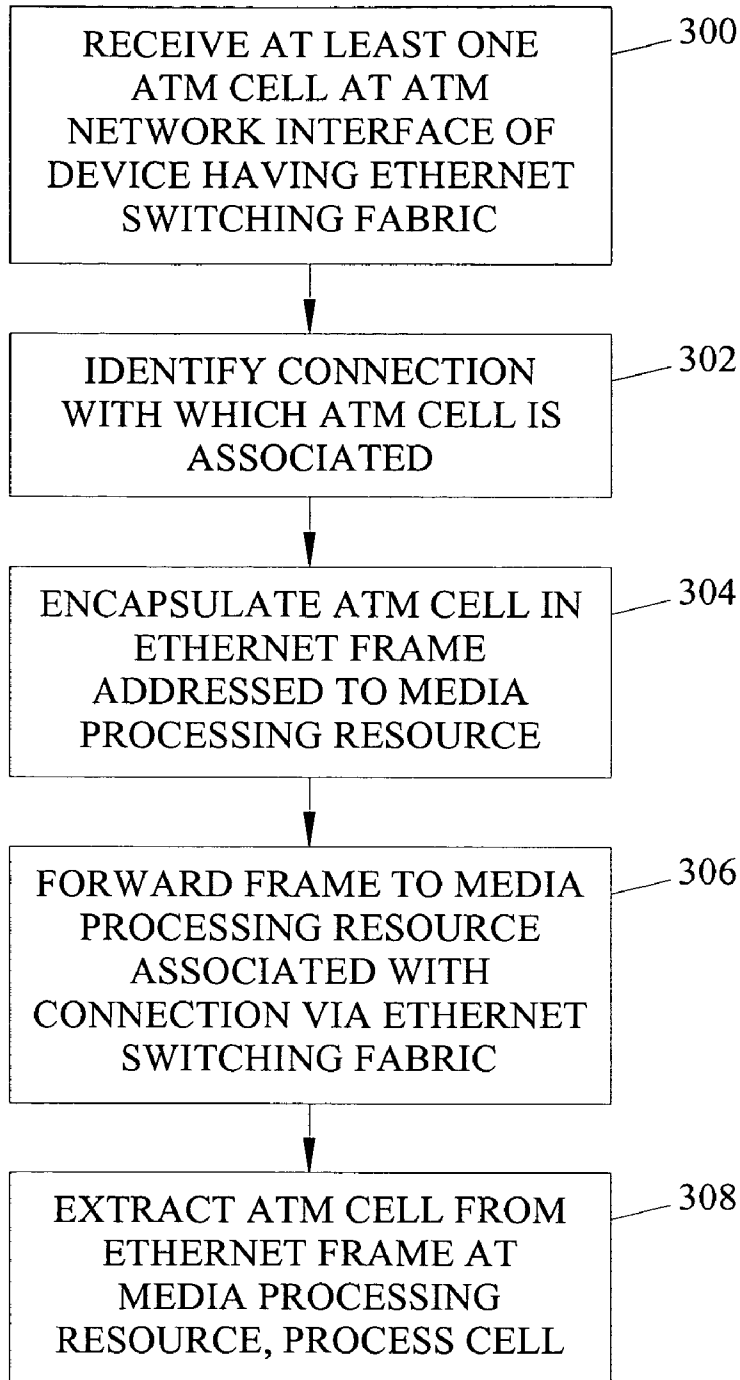 RECEIVE AT LEAST ONE
ATM CELL AT ATM
NETWORK INTERFACE OF
DEVICE HAVING ETHERNET
SWITCHING FABRIC
300
IDENTIFY CONNECTION
WITH WHICH ATM CELL IS
ASSOCIATED
302
ENCAPSULATE ATM CELL IN
ETHERNET FRAME
ADDRESSED TO MEDIA
PROCESSING RESOURCE
304
FORWARD FRAME TO MEDIA
PROCESSING RESOURCE
ASSOCIATED WITH
CONNECTION VIA ETHERNET
SWITCHING FABRIC
306
EXTRACT ATM CELL FROM
ETHERNET FRAME AT
MEDIA PROCESSING
RESOURCE, PROCESS CELL
308